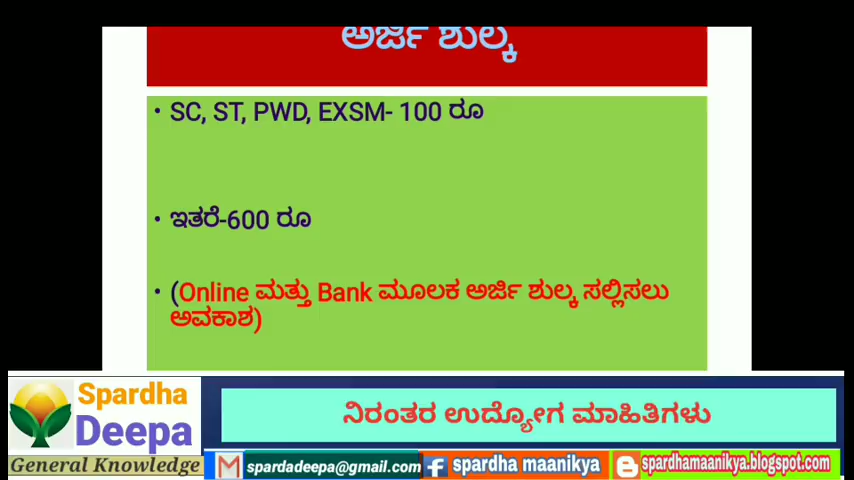 ಅರ್ಜಿ ಶುಲ್ಕ
• SC, ST, PWD, EXSM- 100 ರೂ
• ಇತರೆ-600 ರೂ
• (Online ಮತ್ತು Bank ಮೂಲಕ ಅರ್ಜಿ ಶುಲ್ಕ ಸಲ್ಲಿಸಲು
ಅವಕಾಶ)
Spardha
Deepa
General Knowledge
ನಿರಂತರ ಉದ್ಯೋಗ ಮಾಹಿತಿಗಳು
spardadeepa@gmail.com
spardha maanikya
spardhamaanikya.blogspot.com